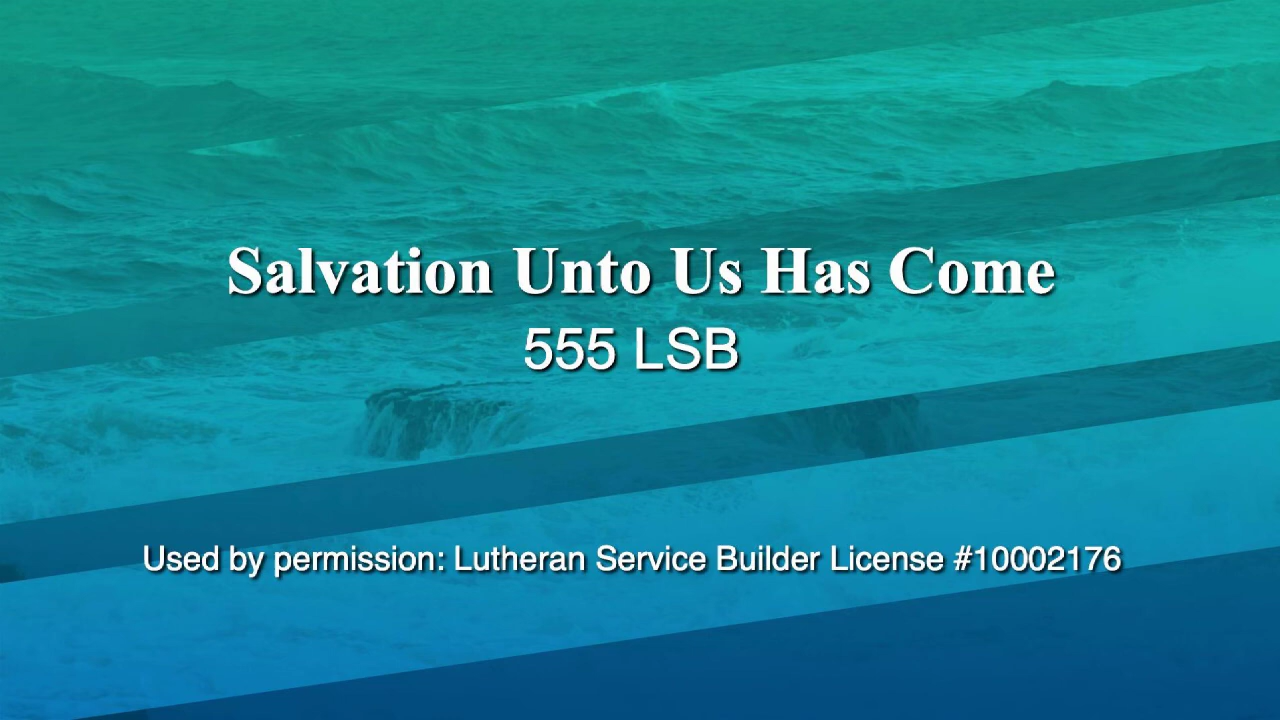 Salvation Unto Us Has Come
555 LSB
Used by permission: Lutheran Service Builder License #10002176